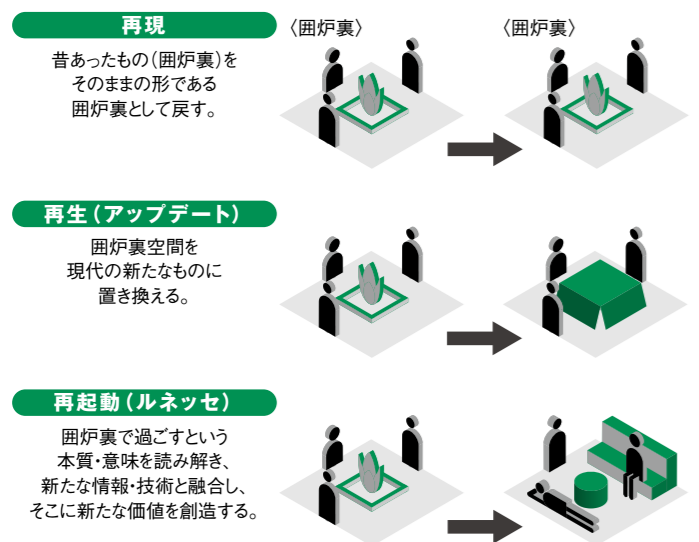 再現
〈囲炉裏〉
〈囲炉裏〉
昔あったもの（囲炉裏）を
そのままの形である
囲炉裏として戻す。
再生（アップデート）
囲炉裏空間を
現代の新たなものに
置き換える。
再起動（ルネッセ）
囲炉裏で過ごすという
本質・意味を読み解き、
新たな情報・技術と融合し、
そこに新たな価値を創造する。